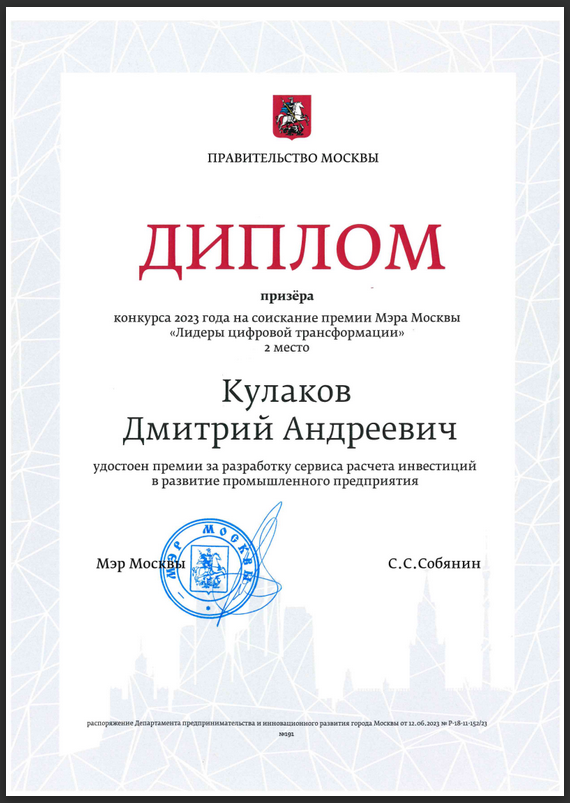 ПРАВИТЕЛЬСТВО МОСКВЫ
ДИПЛОМ
призёра
конкурса 2023 года на соискание премии Мэра Москвы
«Лидеры цифровой трансформации»
2 место
Кулаков
Дмитрий Андреевич
удостоен премии за разработку сервиса расчета инвестиций
в развитие промышленного предприятия
МЭР МОСКВЫ
Мэр Москвы
С.С.Собянин
распоряжение Департамента предпринимательства и инновационного развития города Москвы от 12.06.2023 № Р-18-11-152/23
№191